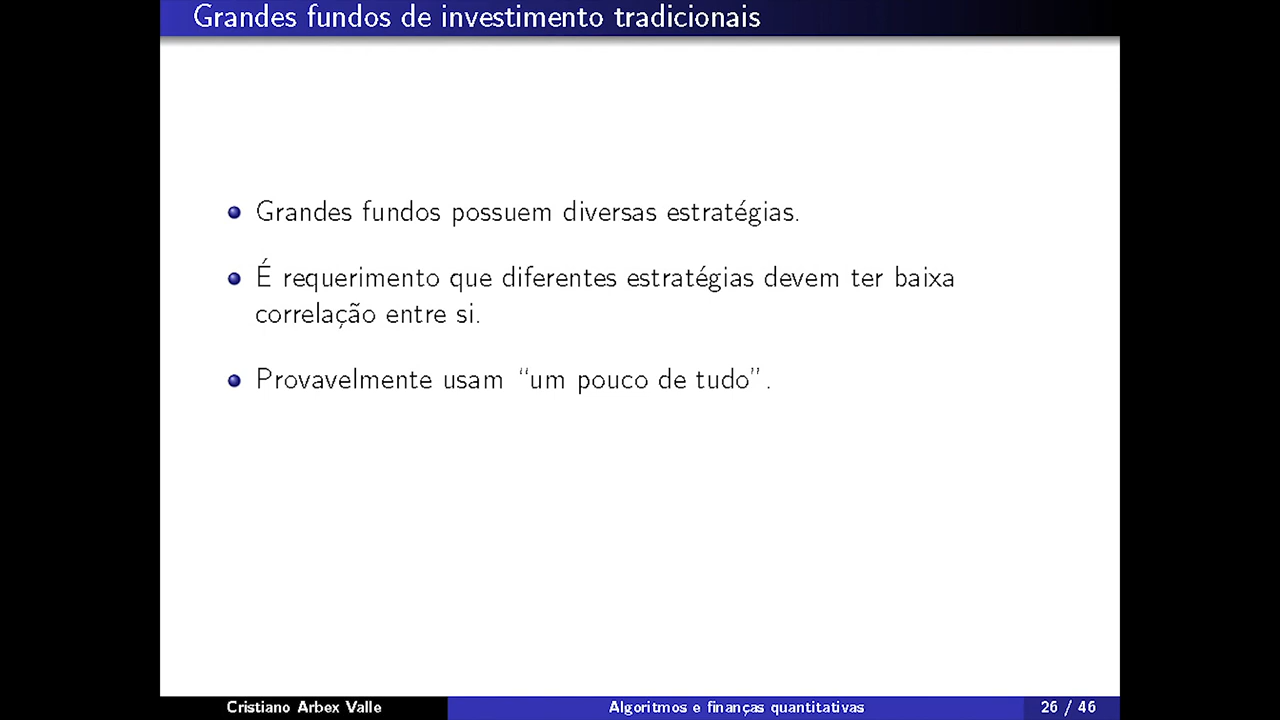 Grandes fundos de investimento tradicionais
Grandes fundos possuem diversas estratégias.
É requerimento que diferentes estratégias devem ter baixa
correlação entre si.
Provavelmente usam “um pouco de tudo”.
Cristiano Arbex Valle
Algoritmos e finanças quantitativas
26 / 46